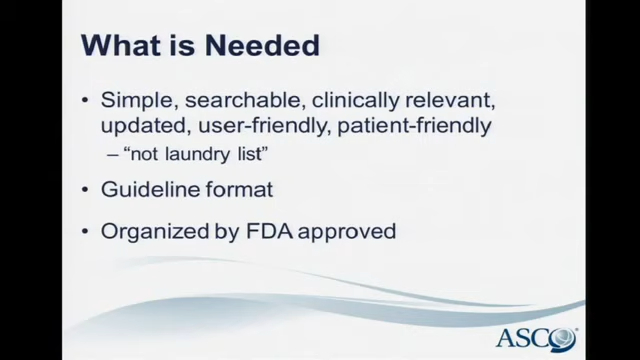 What is Needed
• Simple, searchable, clinically relevant,
updated, user-friendly, patient-friendly
– “not laundry list”
• Guideline format
• Organized by FDA approved
ASCO